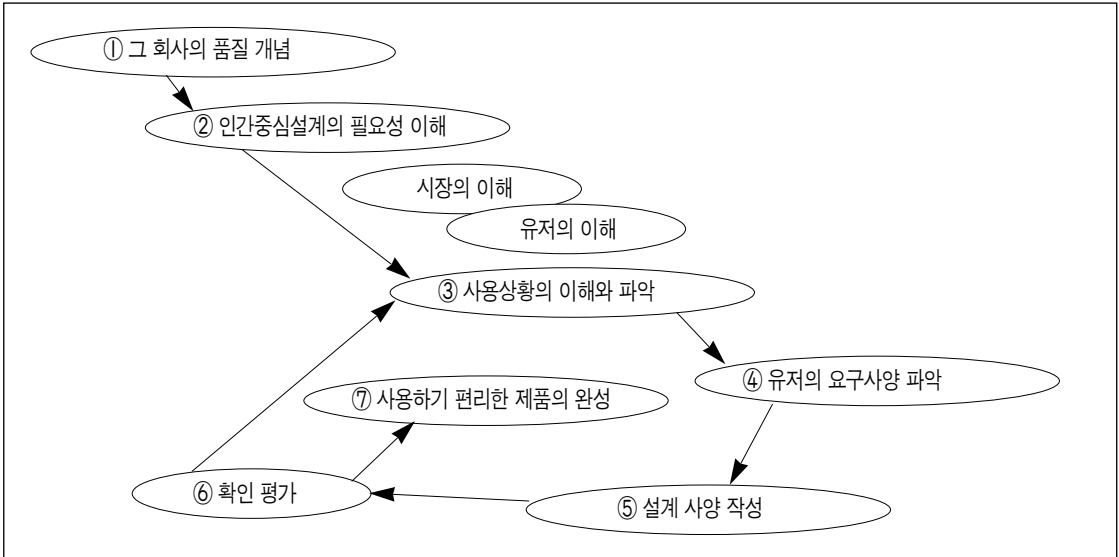 ① 그 회사의 품질 개념
② 인간중심설계의 필요성 이해
시장의 이해
유저의 이해
③ 사용상황의 이해와 파악
④ 유저의 요구사양 파악
⑦ 사용하기 편리한 제품의 완성
⑥ 확인 평가
⑤ 설계 사양 작성